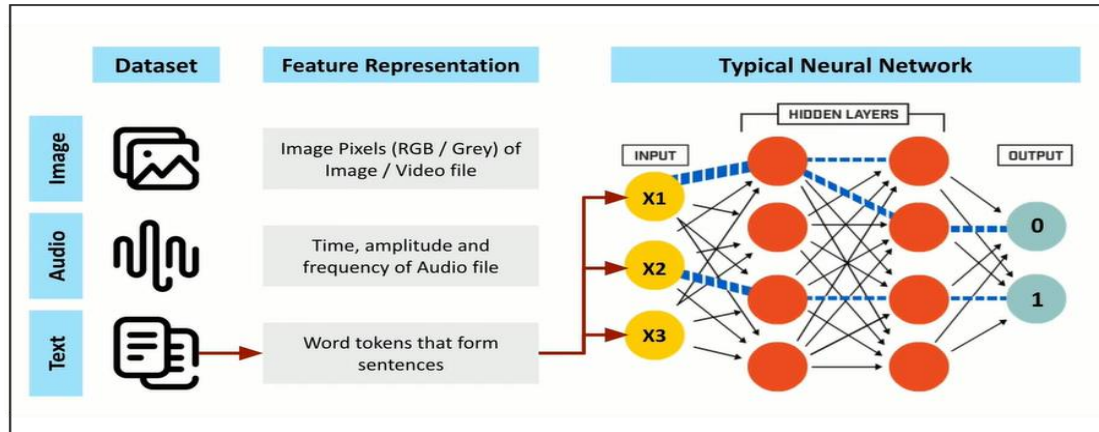 Dataset
Feature Representation
Typical Neural Network
HIDDEN LAYERS
INPUT
OUTPUT
Image
Image Pixels (RGB / Grey) of
Image / Video file
X1
Audio
Time, amplitude and
frequency of Audio file
X2
0
1
Text
Word tokens that form
sentences
X3